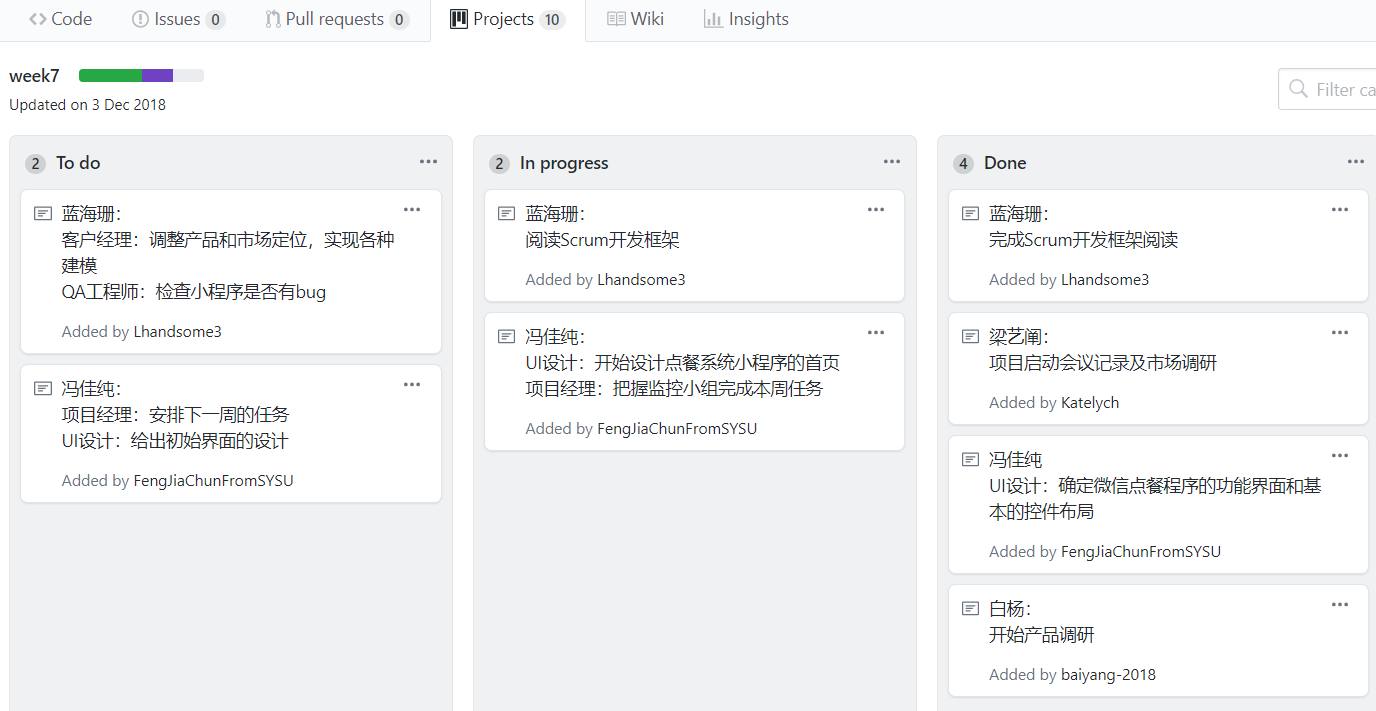 Code Issues 0 Pull requests 0 Projects 10 Wiki Insights
week7
Updated on 3 Dec 2018
Filter ca
2 To do
蓝海珊：
客户经理：调整产品和市场定位，实现各种
建模
QA工程师：检查小程序是否有bug
Added by Lhandsome3
冯佳纯：
项目经理：安排下一周的任务
UI设计：给出初始界面的设计
Added by FengJiaChunFromSYSU
2 In progress
蓝海珊：
阅读Scrum开发框架
Added by Lhandsome3
冯佳纯：
UI设计：开始设计点餐系统小程序的首页
项目经理：把握监控小组完成本周任务
Added by FengJiaChunFromSYSU
4 Done
蓝海珊：
完成Scrum开发框架阅读
Added by Lhandsome3
梁艺阐：
项目启动会议记录及市场调研
Added by Katelych
冯佳纯
UI设计：确定微信点餐程序的功能界面和基
本的控件布局
Added by FengJiaChunFromSYSU
白杨：
开始产品调研
Added by baiyang-2018